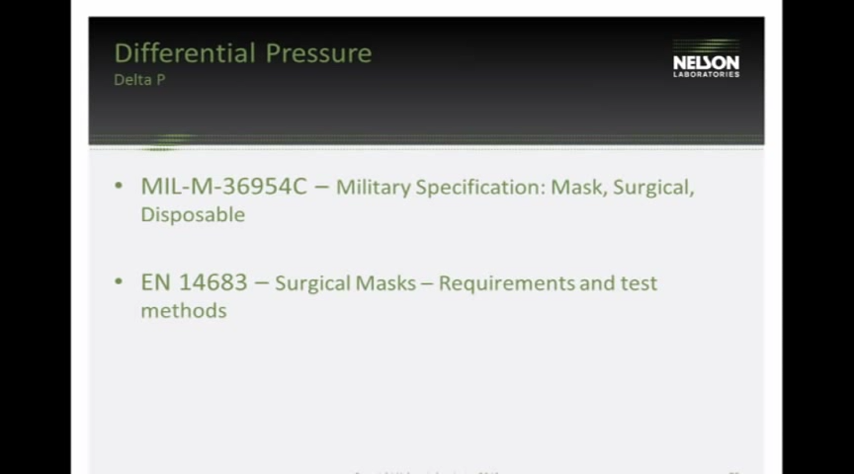 Differential Pressure
Delta P
NELSON
LABORATORIES
• MIL-M-36954C – Military Specification: Mask, Surgical,
Disposable
• EN 14683 – Surgical Masks – Requirements and test
methods